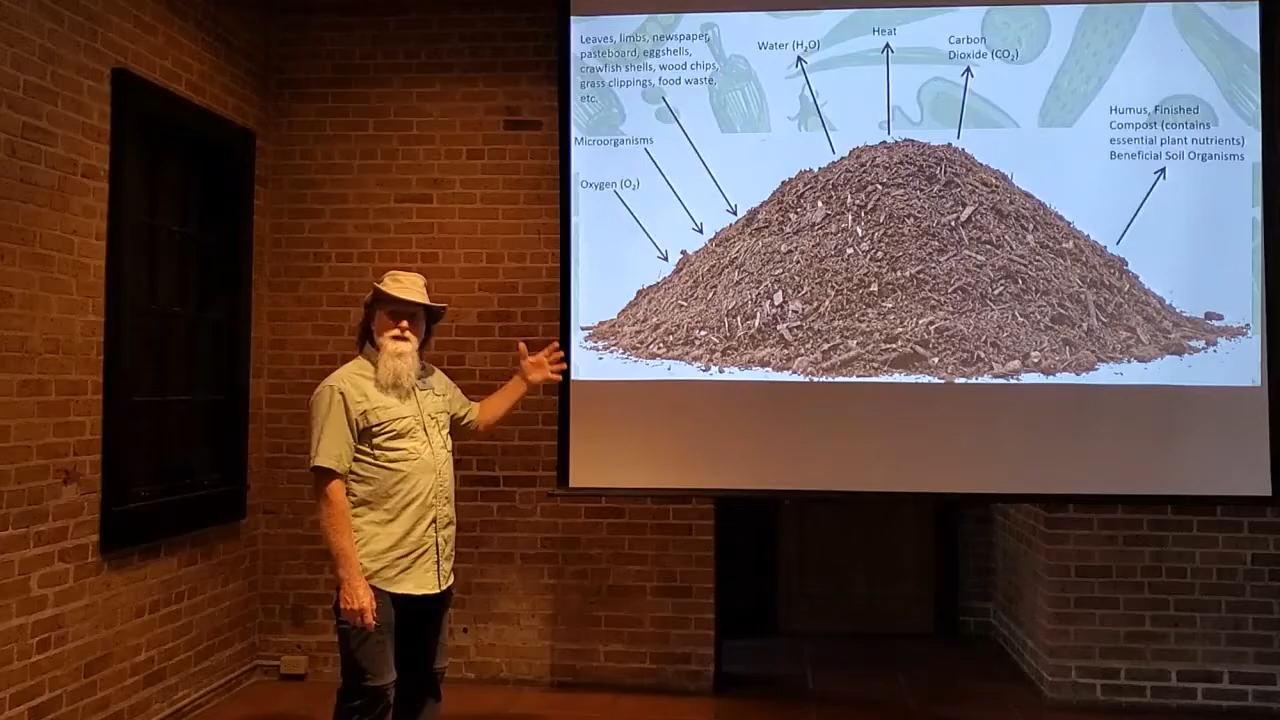 Leaves, limbs, newspaper,
pasteboard, eggshells,
crawfish shells, wood chips,
grass clippings, food waste,
etc.
Microorganisms
Oxygen (O₂)
Water (H₂O)
Heat
Carbon
Dioxide (CO₂)
Humus, Finished
Compost (contains
essential plant nutrients)
Beneficial Soil Organisms